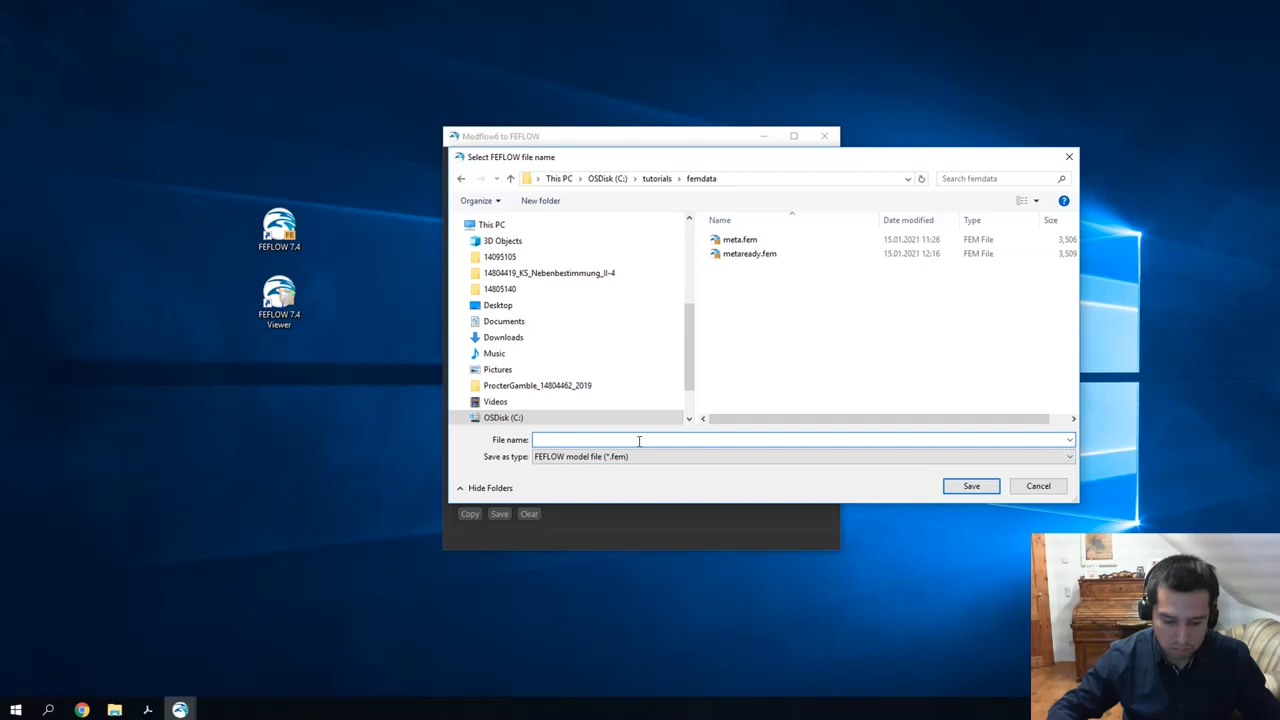 Modflow6 to FEFLOW
Select FEFLOW file name
This PC
OSDisk (C:)
tutorials
femdata
Search femdata
Organize
New folder
This PC
3D Objects
14095105
14804419_KS_Nebenbestimmung_II-4
14805140
Desktop
Documents
Downloads
Music
Pictures
ProcterGamble_14804462_2019
Videos
OSDisk (C:)
Name Date modified Type Size
meta.fem 15.01.2021 11:26 FEM File 3,506
metaready.fem 15.01.2021 12:16 FEM File 3,509
File name:
Save as type: FEFLOW model file (*.fem)
Hide Folders
Save
Cancel
Copy Save Clear
FEFLOW 7.4
FEFLOW 7.4
Viewer